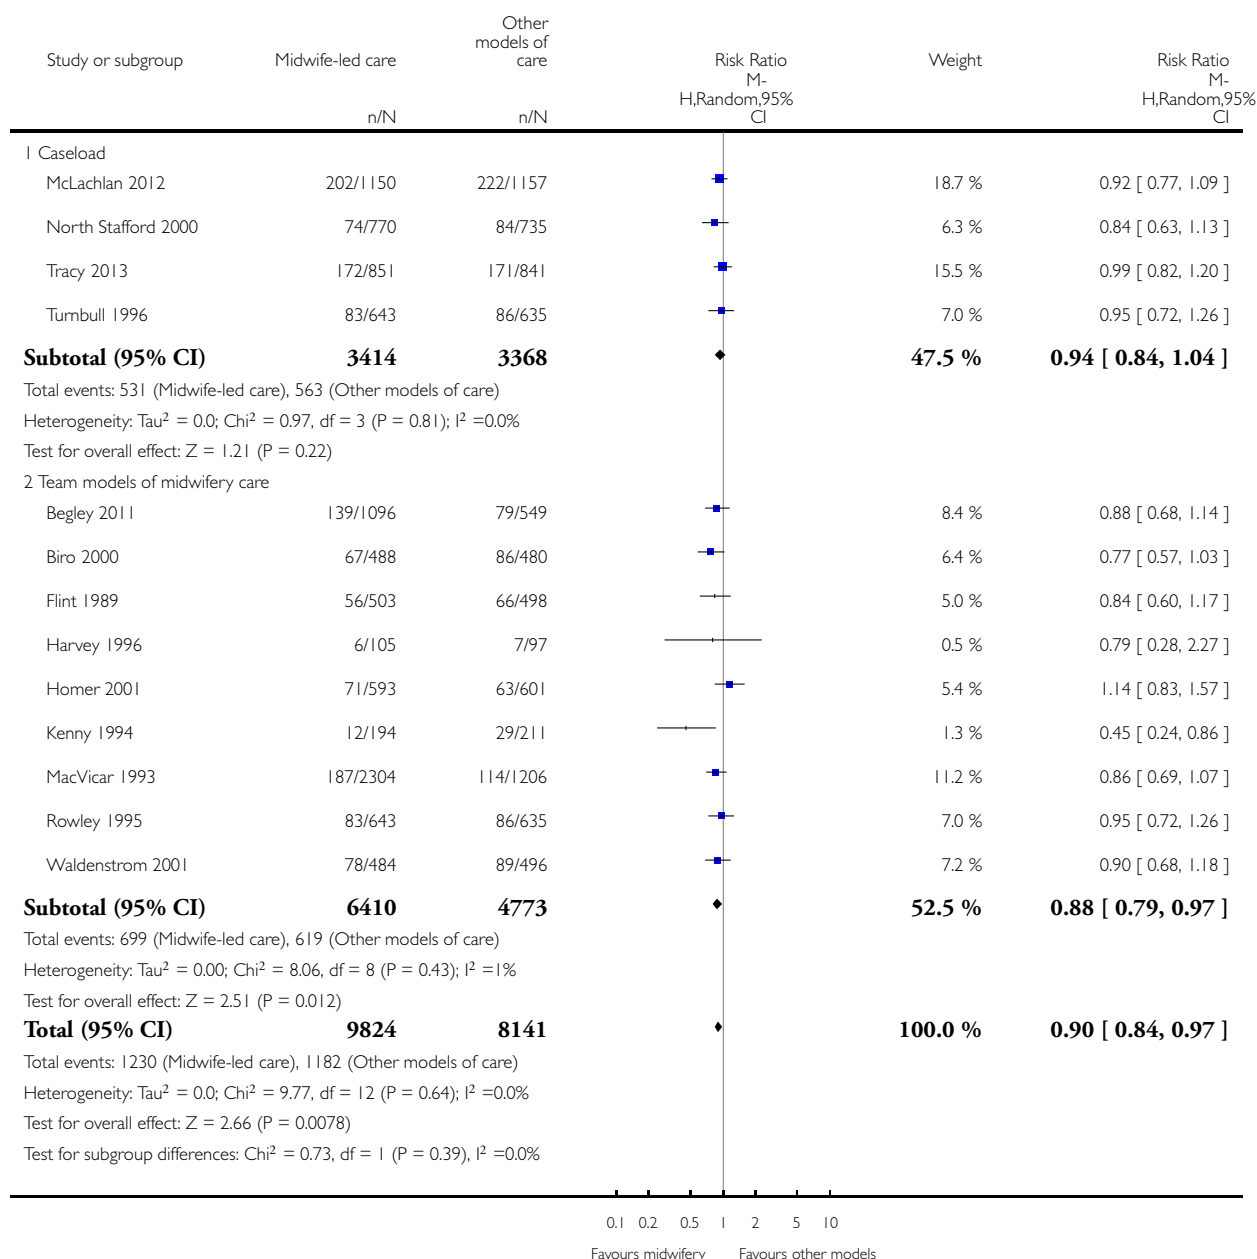 Other
models of
Study or subgroup Midwife-led care care Risk Ratio Weight Risk Ratio
M- M-
H,Random,95% H,Random,95%
n/N n/N CI CI
1 Caseload
McLachlan 2012 202/1150 222/1157 18.7 % 0.92 [ 0.77, 1.09 ]
North Stafford 2000 74/770 84/735 6.3 % 0.84 [ 0.63, 1.13 ]
Tracy 2013 172/851 171/841 15.5 % 0.99 [ 0.82, 1.20 ]
Turnbull 1996 83/643 86/635 7.0 % 0.95 [ 0.72, 1.26 ]
Subtotal (95% CI) 3414 3368 47.5 % 0.94 [ 0.84, 1.04 ]
Total events: 531 (Midwife-led care), 563 (Other models of care)
Heterogeneity: Tau² = 0.0; Chi² = 0.97, df = 3 (P = 0.81); I² =0.0%
Test for overall effect: Z = 1.21 (P = 0.22)
2 Team models of midwifery care
Begley 2011 139/1096 79/549 8.4 % 0.88 [ 0.68, 1.14 ]
Biro 2000 67/488 86/480 6.4 % 0.77 [ 0.57, 1.03 ]
Flint 1989 56/503 66/498 5.0 % 0.84 [ 0.60, 1.17 ]
Harvey 1996 6/105 7/97 0.5 % 0.79 [ 0.28, 2.27 ]
Homer 2001 71/593 63/601 5.4 % 1.14 [ 0.83, 1.57 ]
Kenny 1994 12/194 29/211 1.3 % 0.45 [ 0.24, 0.86 ]
MacVicar 1993 187/2304 114/1206 11.2 % 0.86 [ 0.69, 1.07 ]
Rowley 1995 83/643 86/635 7.0 % 0.95 [ 0.72, 1.26 ]
Waldenstrom 2001 78/484 89/496 7.2 % 0.90 [ 0.68, 1.18 ]
Subtotal (95% CI) 6410 4773 52.5 % 0.88 [ 0.79, 0.97 ]
Total events: 699 (Midwife-led care), 619 (Other models of care)
Heterogeneity: Tau² = 0.00; Chi² = 8.06, df = 8 (P = 0.43); I² =1%
Test for overall effect: Z = 2.51 (P = 0.012)
Total (95% CI) 9824 8141 100.0 % 0.90 [ 0.84, 0.97 ]
Total events: 1230 (Midwife-led care), 1182 (Other models of care)
Heterogeneity: Tau² = 0.0; Chi² = 9.77, df = 12 (P = 0.64); I² =0.0%
Test for overall effect: Z = 2.66 (P = 0.0078)
Test for subgroup differences: Chi² = 0.73, df = 1 (P = 0.39), I² =0.0%
0.1 0.2 0.5 1 2 5 10
Favours midwifery Favours other models